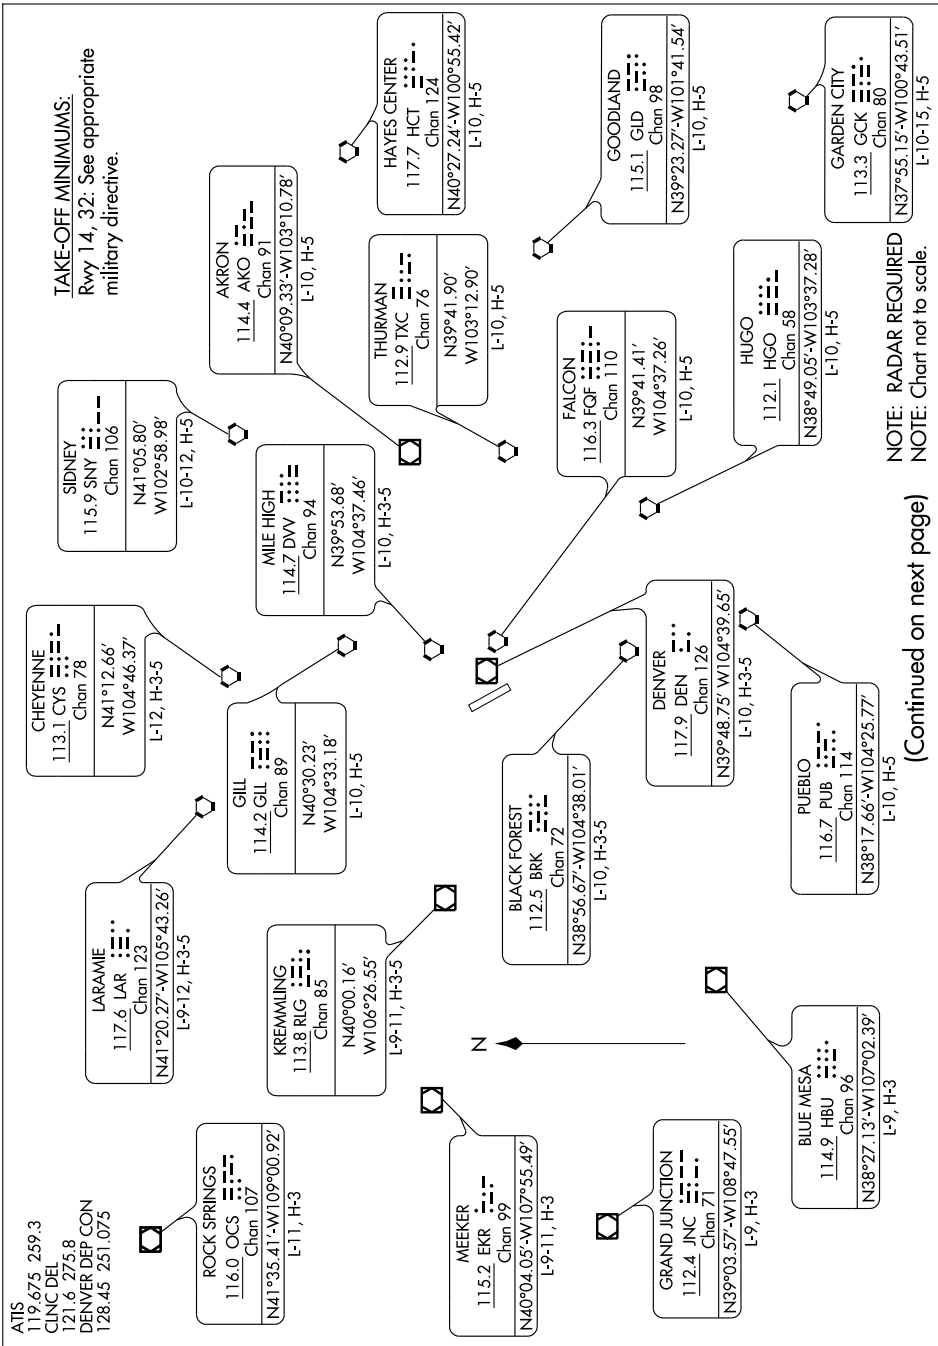 ATIS
119.675 259.3
CLNC DEL
121.6 275.8
DENVER DEP CON
128.45 251.075
TAKE-OFF MINIMUMS:
Rwy 14, 32: See appropriate
military directive.
ROCK SPRINGS
116.0 OCS
Chan 107
N41°35.41'-W109°00.92'
L-11, H-3
LARAMIE
117.6 LAR
Chan 123
N41°20.27'-W105°43.26'
L-9-12, H-3-5
CHEYENNE
113.1 CYS
Chan 78
N41°12.66'
W104°46.37'
L-12, H-3-5
SIDNEY
115.9 SNY
Chan 106
N41°05.80'
W102°58.98'
L-10-12, H-5
GILL
114.2 GLL
Chan 89
N40°30.23'
W104°33.18'
L-10, H-5
AKRON
114.4 AKO
Chan 91
N40°09.33'-W103°10.78'
L-10, H-5
HAYES CENTER
117.7 HCT
Chan 124
N40°27.24'-W100°55.42'
L-10, H-5
KREMMLING
113.8 RLG
Chan 85
N40°00.16'
W106°26.55'
L-9-11, H-3-5
MILE HIGH
114.7 DVV
Chan 94
N39°53.68'
W104°37.46'
L-10, H-3-5
THURMAN
112.9 TXC
Chan 76
N39°41.90'
W103°12.90'
L-10, H-5
MEEKER
115.2 EKR
Chan 99
N40°04.05'-W107°55.49'
L-9-11, H-3
N
BLACK FOREST
112.5 BRK
Chan 72
N38°56.67'-W104°38.01'
L-10, H-3-5
FALCON
116.3 FQF
Chan 110
N39°41.41'
W104°37.26'
L-10, H-5
GOODLAND
115.1 GLD
Chan 98
N39°23.27'-W101°41.54'
L-10, H-5
GRAND JUNCTION
112.4 JNC
Chan 71
N39°03.57'-W108°47.55'
L-9, H-3
DENVER
117.9 DEN
Chan 126
N39°48.75' W104°39.65'
L-10, H-3-5
HUGO
112.1 HGO
Chan 58
N38°49.05'-W103°37.28'
L-10, H-5
BLUE MESA
114.9 HBU
Chan 96
N38°27.13'-W107°02.39'
L-9, H-3
PUEBLO
116.7 PUB
Chan 114
N38°17.66'-W104°25.77'
L-10, H-5
GARDEN CITY
113.3 GCK
Chan 80
N37°55.15'-W100°43.51'
L-10-15, H-5
NOTE: RADAR REQUIRED
NOTE: Chart not to scale.
(Continued on next page)